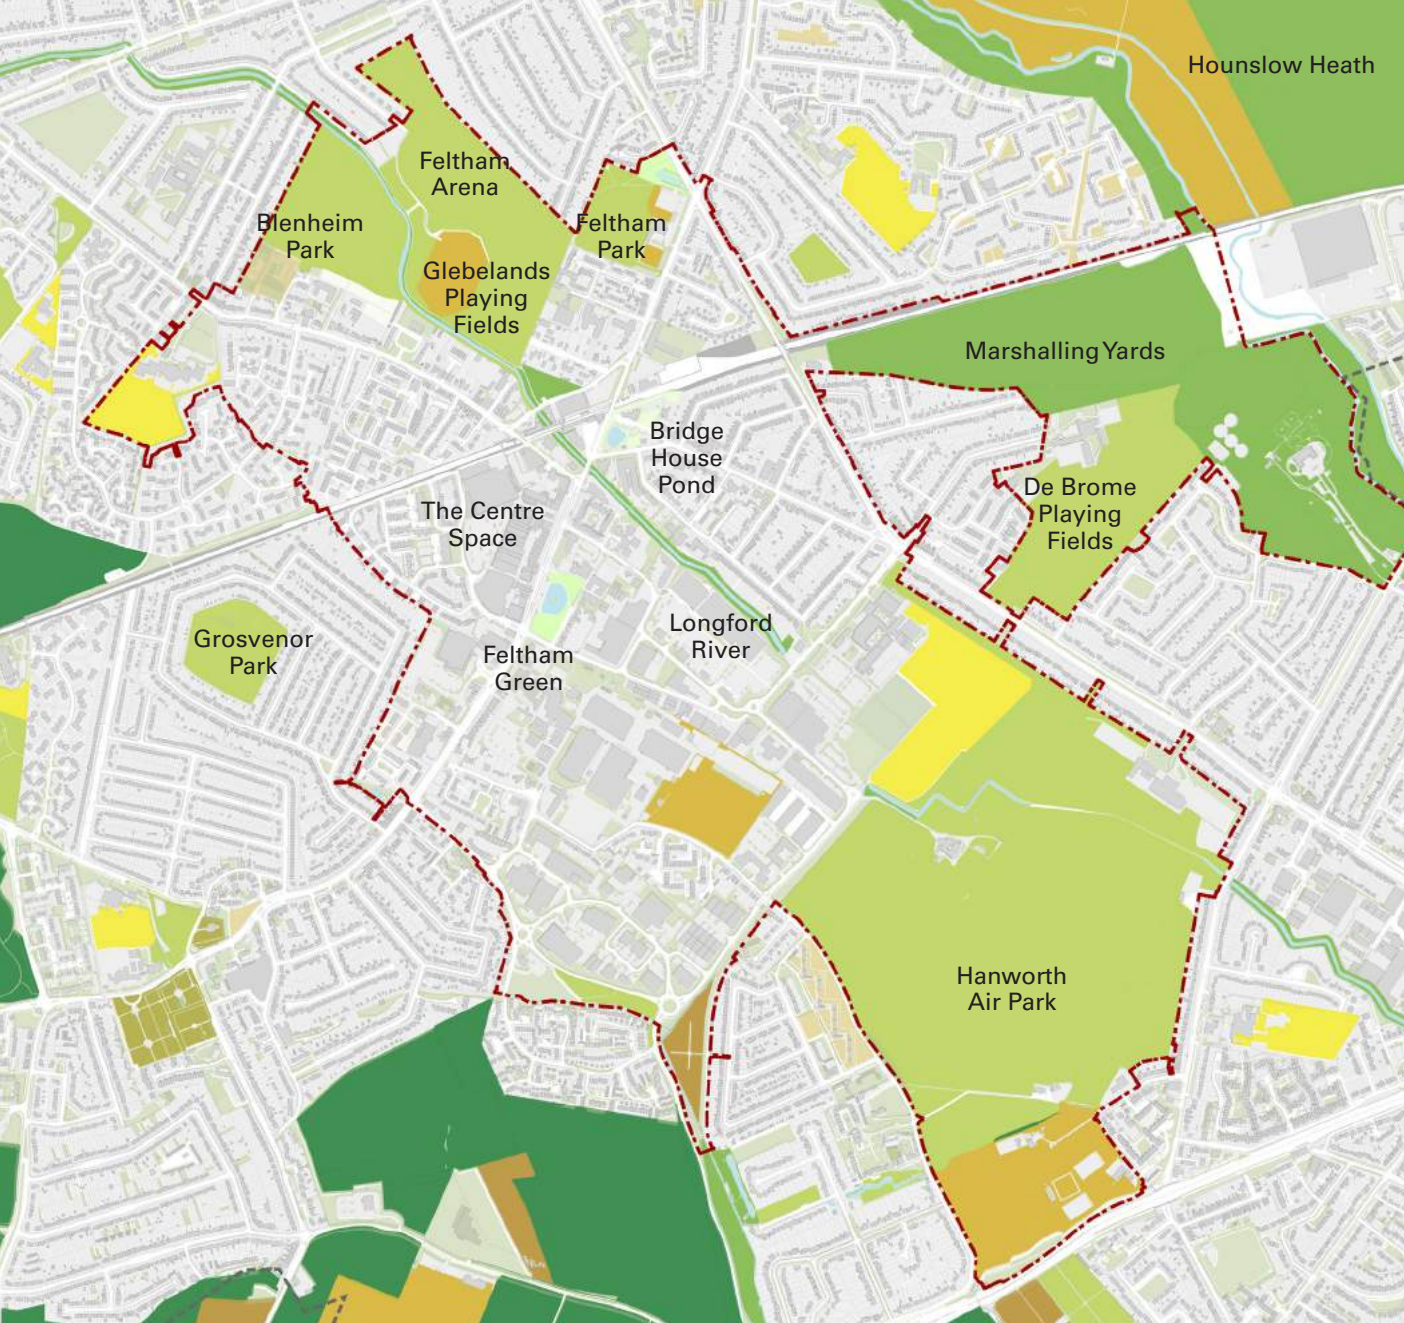 Hounslow Heath
Feltham
Arena
Blenheim
Park
Feltham
Park
Glebelands
Playing
Fields
Marshalling Yards
Bridge
House
Pond
The Centre
Space
De Brome
Playing
Fields
Grosvenor
Park
Longford
River
Feltham
Green
Hanworth
Air Park